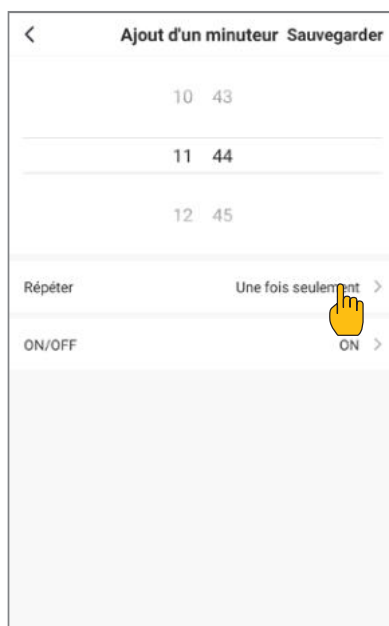 Ajout d'un minuteur Sauvegarder
10 43
11 44
12 45
Répéter Une fois seulement
ON/OFF ON